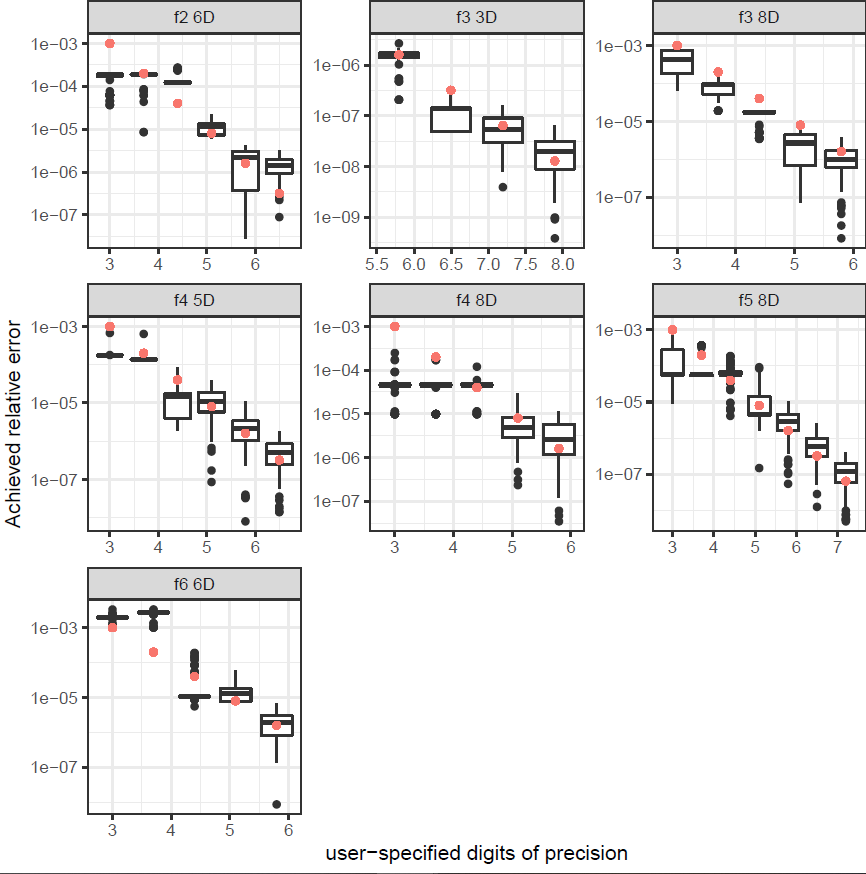 f2 6D
f3 3D
f3 8D
1e−03
1e−04
1e−05
1e−06
1e−07
3 4 5 6
1e−06
1e−07
1e−08
1e−09
5.5 6.0 6.5 7.0 7.5 8.0
1e−03
1e−05
1e−07
3 4 5 6
Achieved relative error
f4 5D
f4 8D
f5 8D
1e−03
1e−05
1e−07
3 4 5 6
1e−03
1e−04
1e−05
1e−06
1e−07
3 4 5 6
1e−03
1e−05
1e−07
3 4 5 6 7
f6 6D
1e−03
1e−05
1e−07
3 4 5 6
user−specified digits of precision